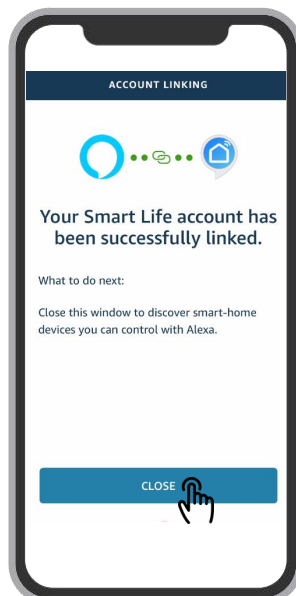 ACCOUNT LINKING
Your Smart Life account has
been successfully linked.
What to do next:
Close this window to discover smart-home
devices you can control with Alexa.
CLOSE